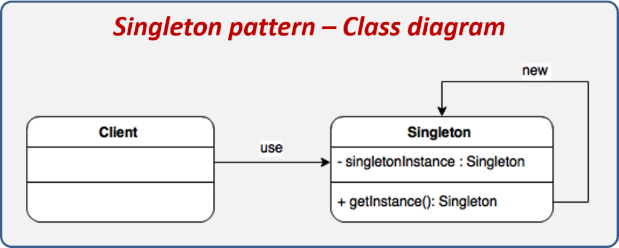 Singleton pattern – Class diagram
new
Client
Singleton
use
- singletonInstance : Singleton
+ getInstance(): Singleton